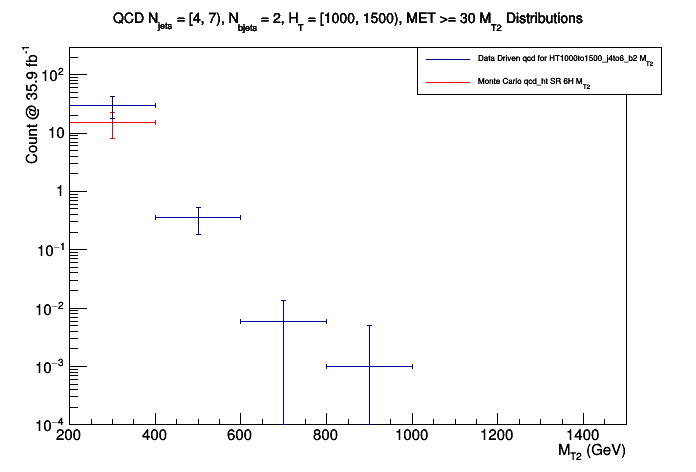 QCD N_jets = [4, 7), N_bjets = 2, H_T = [1000, 1500), MET >= 30 M_T2 Distributions
Data Driven qcd for HT1000to1500_j4to6_b2 M_T2
Monte Carlo qcd_ht SR 6H M_T2
Count @ 35.9 fb^-1
10^2
10
1
10^-1
10^-2
10^-3
10^-4
200 400 600 800 1000 1200 1400
M_T2 (GeV)